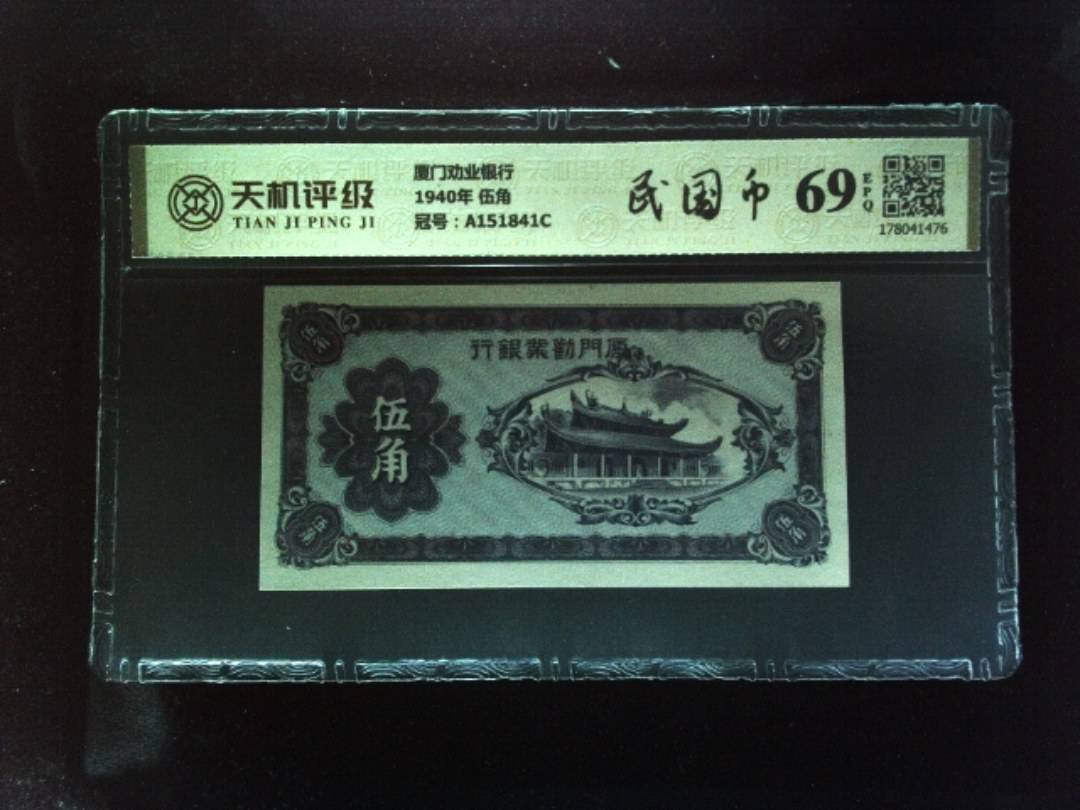 天机评级
TIAN JI PING JI
厦门劝业银行
1940年 伍角
冠号：A151841C
民国币
69
EPQ
178041476
行銀業勸門厦
伍角
伍角
伍角
伍角
伍角